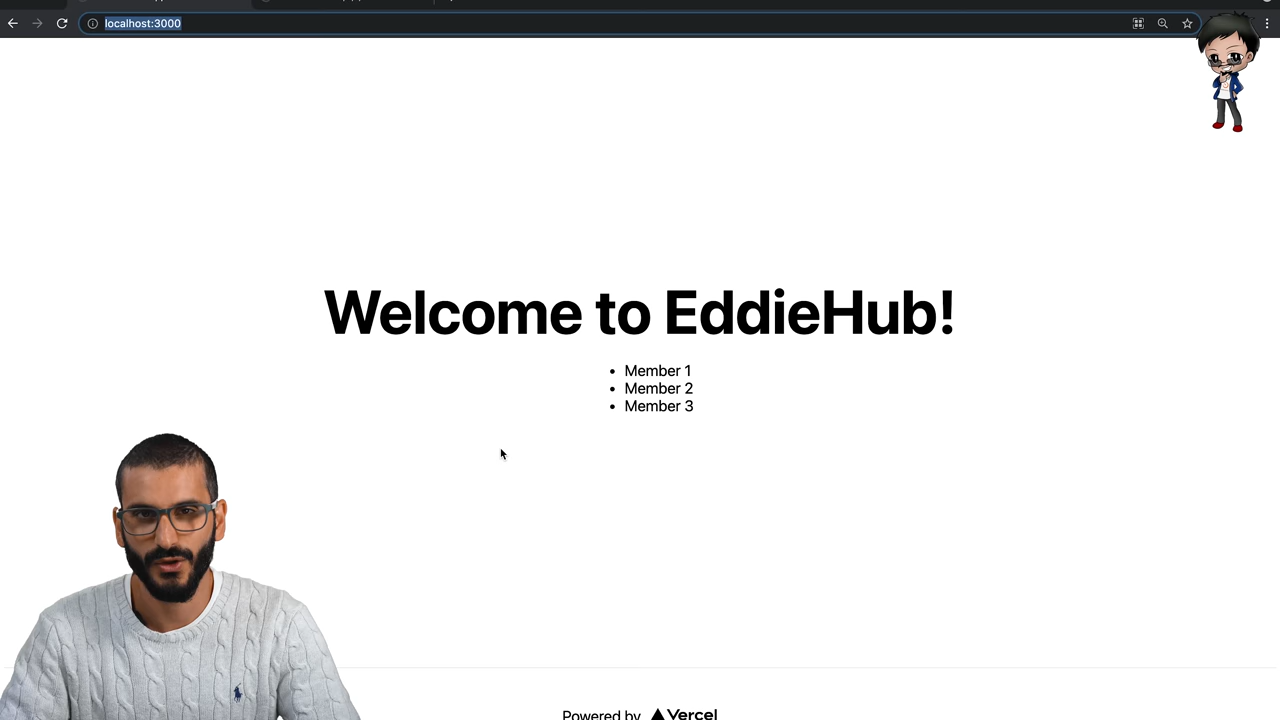 localhost:3000
Welcome to EddieHub!
• Member 1
• Member 2
• Member 3
Powered by Vercel